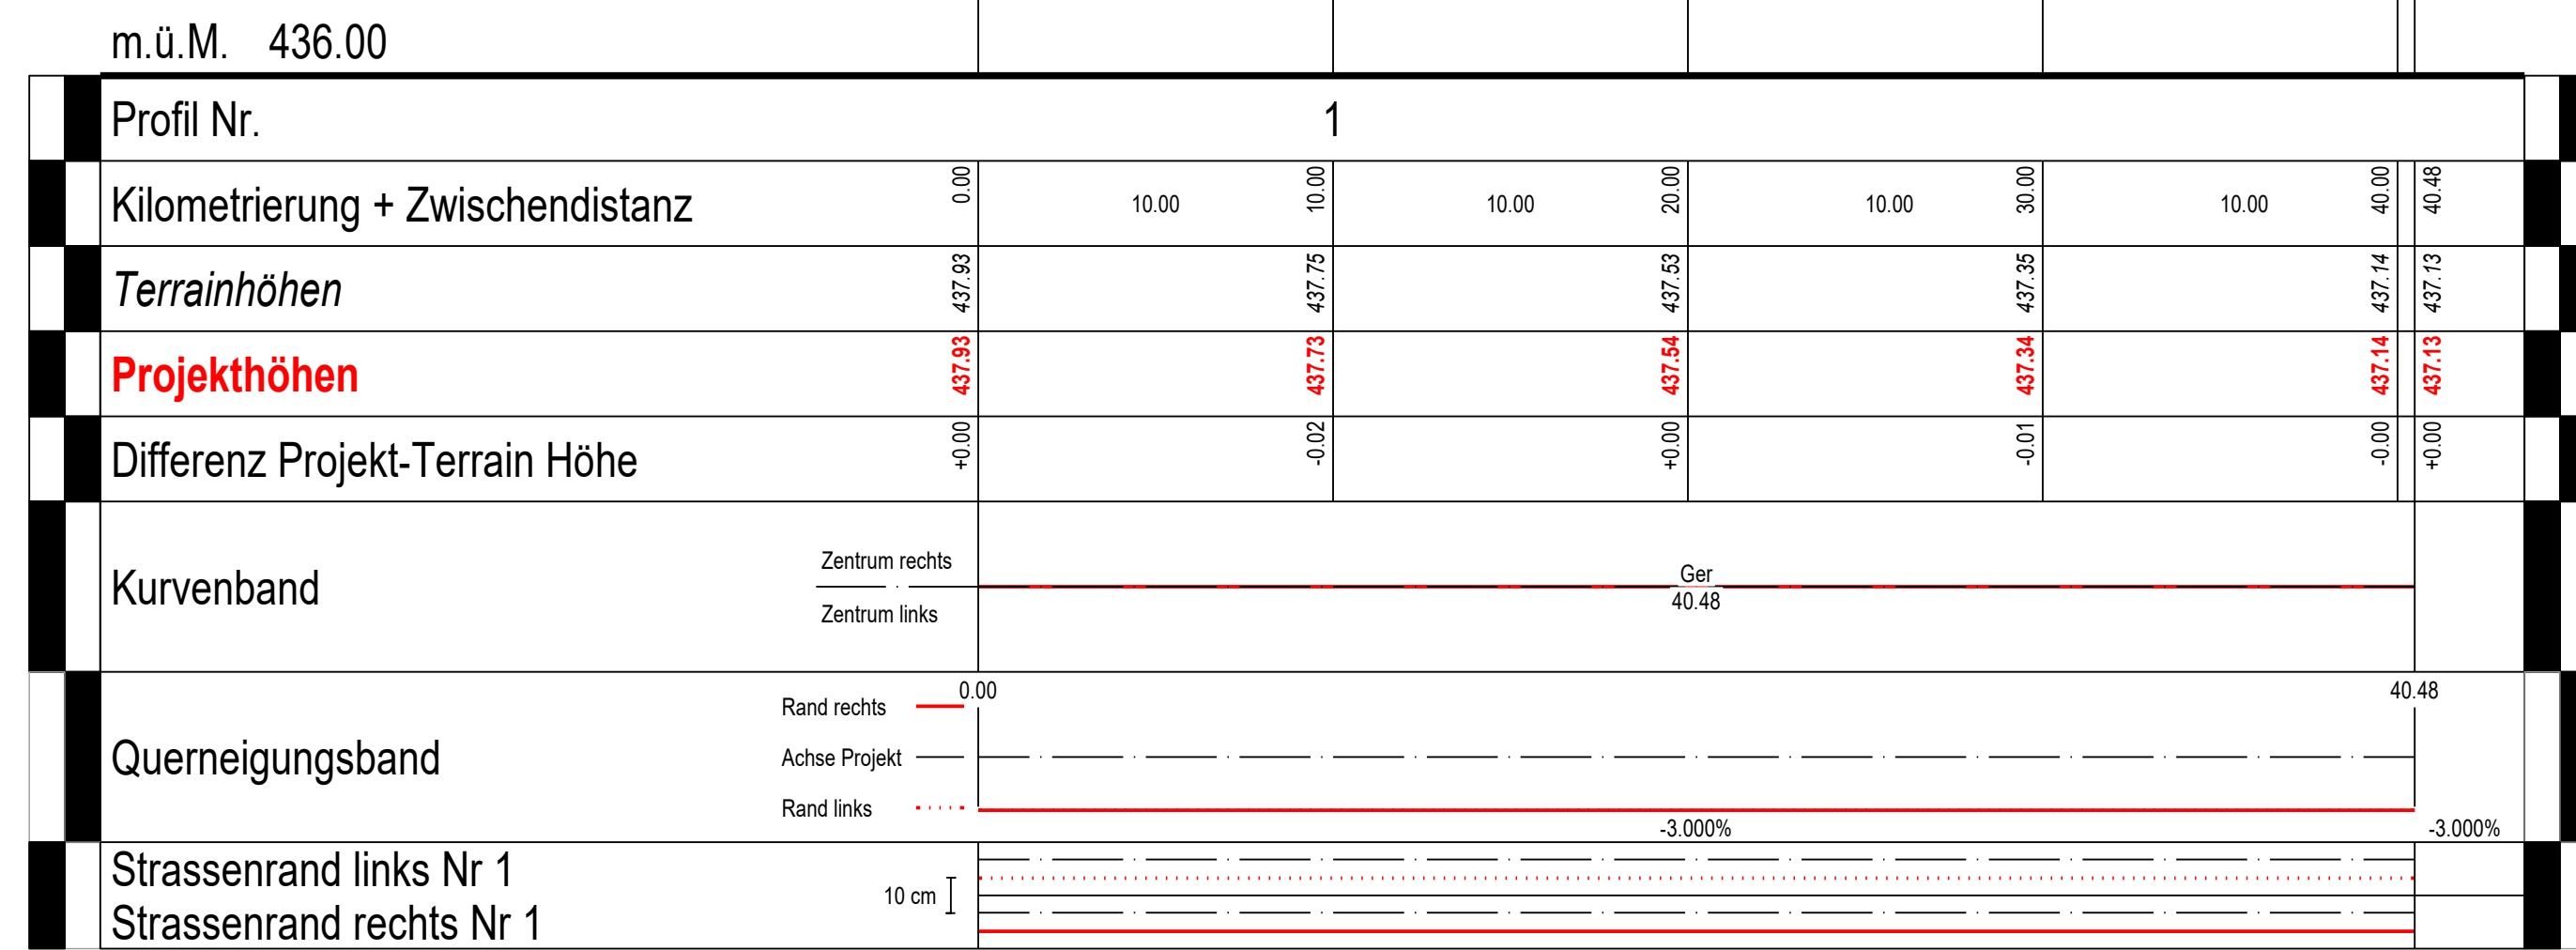 m.ü.M. 436.00
Profil Nr. 1
Kilometrierung + Zwischendistanz 0.00 10.00 10.00 10.00 20.00 10.00 30.00 10.00 40.00 40.48
Terrainhöhen 437.93 437.75 437.53 437.35 437.14 437.13
Projekthöhen 437.93 437.73 437.54 437.34 437.14 437.13
Differenz Projekt-Terrain Höhe +0.00 -0.02 +0.00 -0.01 -0.00 +0.00
Zentrum rechts
Ger
Kurvenband
40.48
Zentrum links
0.00 40.48
Rand rechts
Querneigungsband Achse Projekt
Rand links
-3.000% -3.000%
Strassenrand links Nr 1
10 cm
Strassenrand rechts Nr 1